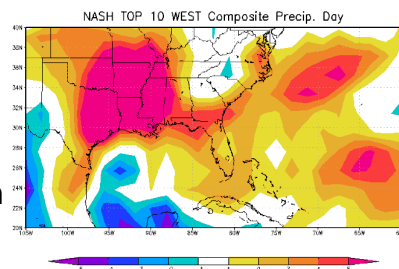 NASH TOP 10 WEST Composite Precip. Day
40N
38N
36N
34N
32N
30N
n
28N
26N
24N
22N
20N
105W 100W 95W 90W 85W 80W 75W 70W 65W